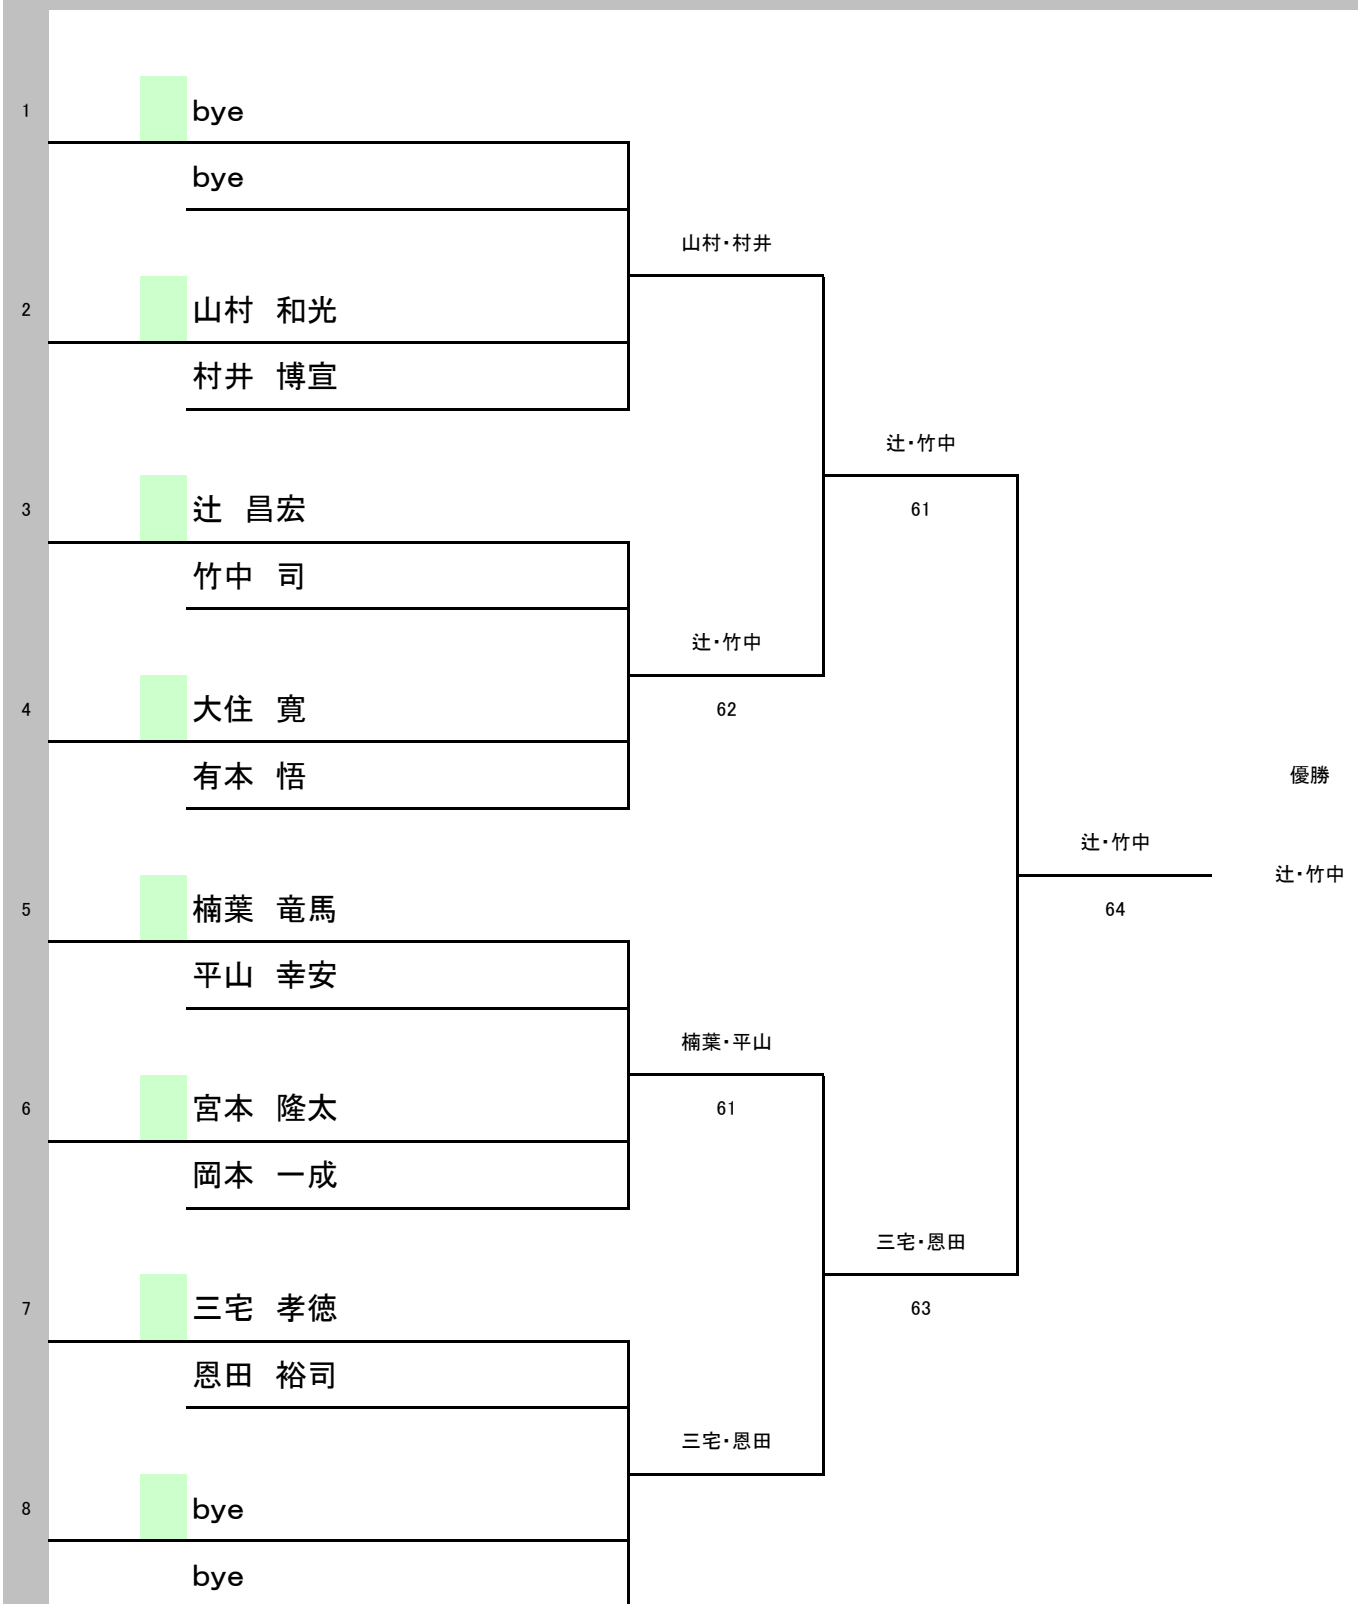 1
bye
bye
山村・村井
2
山村　和光
村井　博宣
辻・竹中
3
辻　昌宏
61
竹中　司
辻・竹中
4
大住　寛
62
有本　悟
優勝
辻・竹中
辻・竹中
5
楠葉　竜馬
64
平山　幸安
楠葉・平山
6
宮本　隆太
61
岡本　一成
三宅・恩田
7
三宅　孝徳
63
恩田　裕司
三宅・恩田
8
bye
bye